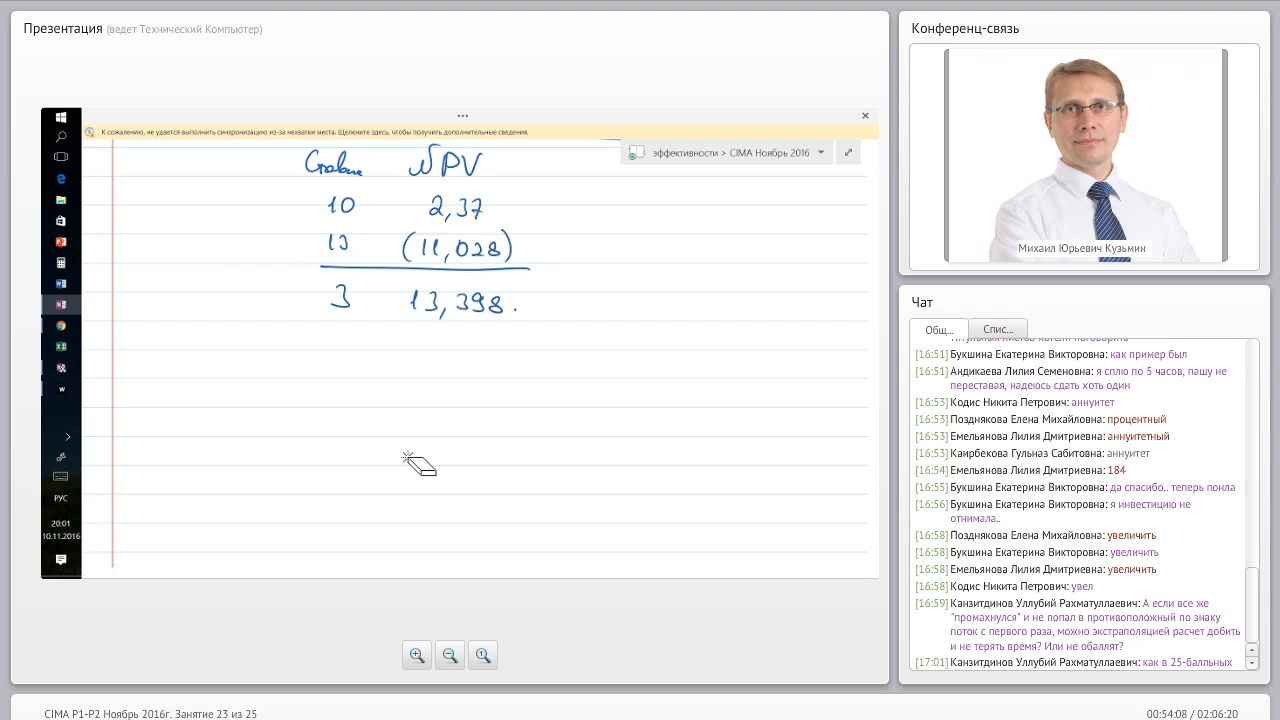 Презентация (ведет Технический Компьютер)
К сожалению, не удается выполнить синхронизацию из-за нехватки места. Щелкните здесь, чтобы получить дополнительные сведения.
эффективности > CIMA Ноябрь 2016
Ставка NPV
10 2,37
13 (11,028)
3 13,398.
РУС
20:01
10.11.2016
Конференц-связь
Михаил Юрьевич Кузьмин
Чат
Общ...
Спис...
[16:51] Букшина Екатерина Викторовна: как пример был
[16:51] Андикаева Лилия Семеновна: я сплю по 5 часов, пашу не
переставая, надеюсь сдать хоть один
[16:53] Кодис Никита Петрович: аннуитет
[16:53] Позднякова Елена Михайловна: процентный
[16:53] Емельянова Лилия Дмитриевна: аннуитетный
[16:53] Каирбекова Гульназ Сабитовна: аннуитет
[16:54] Емельянова Лилия Дмитриевна: 184
[16:55] Букшина Екатерина Викторовна: да спасибо.. теперь понла
[16:56] Букшина Екатерина Викторовна: я инвестицию не
отнимала..
[16:58] Позднякова Елена Михайловна: увеличить
[16:58] Букшина Екатерина Викторовна: увеличить
[16:58] Емельянова Лилия Дмитриевна: увеличить
[16:58] Кодис Никита Петрович: увел
[16:59] Канзитдинов Уллубий Рахматуллаевич: А если все же
"промахнулся" и не попал в противоположный по знаку
поток с первого раза, можно экстраполяцией расчет добить
и не терять время? Или не обаллят?
[17:01] Канзитдинов Уллубий Рахматуллаевич: как в 25-балльных
CIMA P1-P2 Ноябрь 2016г. Занятие 23 из 25
00:54:08 / 02:06:20